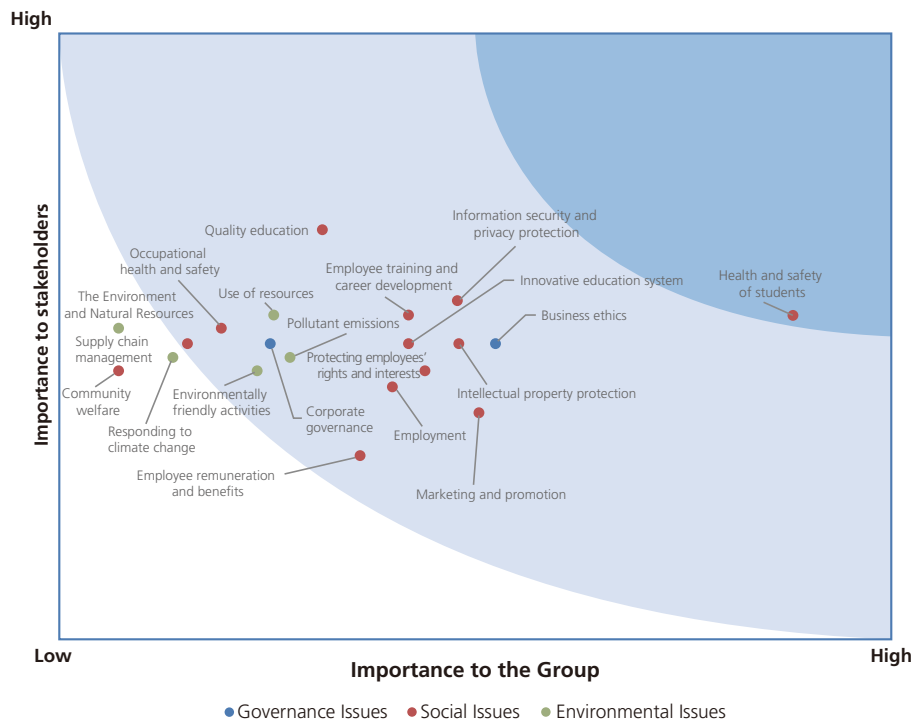 High
Importance to stakeholders
Quality education
Information security and
privacy protection
Occupational
health and safety
Employee training and
career development
Innovative education system
Health and safety
of students
The Environment
and Natural Resources
Use of resources
Pollutant emissions
Business ethics
Supply chain
management
Protecting employees'
rights and interests
Community
welfare
Environmentally
friendly activities
Intellectual property protection
Corporate
governance
Responding to
climate change
Employment
Employee remuneration
and benefits
Marketing and promotion
Low
Importance to the Group
High
Governance Issues
Social Issues
Environmental Issues